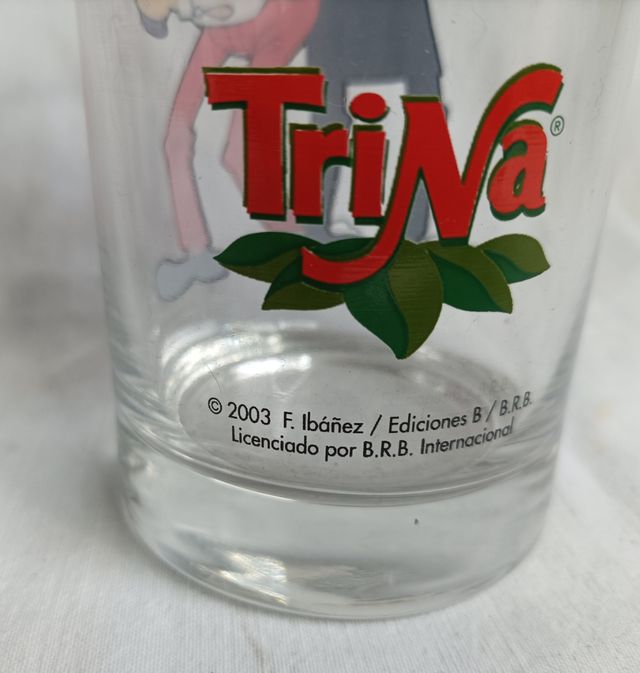 TriNa ®
© 2003 F. Ibáñez / Ediciones B / B.R.B.
Licenciado por B.R.B. Internacional